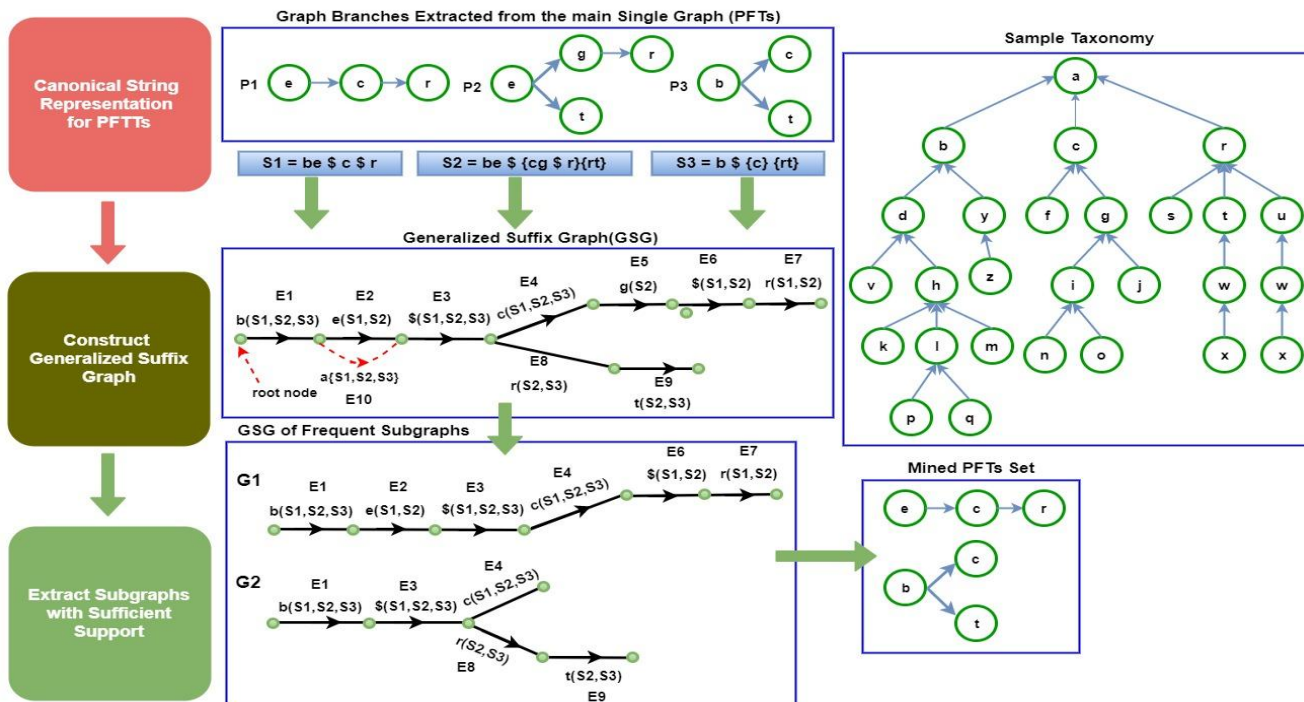 Graph Branches Extracted from the main Single Graph (PFTs)
Canonical String
Representation
for PFTTs
P1
e
c
r
P2
e
g
r
t
P3
b
c
t
S1 = be $ c $ r
S2 = be $ {cg $ r}{rt}
S3 = b $ {c} {rt}
Sample Taxonomy
a
b
c
r
d
y
f
g
s
t
u
v
h
z
i
j
w
w
k
l
m
n
o
x
x
p
q
Construct
Generalized Suffix
Graph
Generalized Suffix Graph(GSG)
E1
b(S1,S2,S3)
E2
e(S1,S2)
E3
$(S1,S2,S3)
E4
c(S1,S2,S3)
E5
g(S2)
E6
$(S1,S2)
E7
r(S1,S2)
root node
a{S1,S2,S3}
E10
E8
r(S2,S3)
E9
t(S2,S3)
Extract Subgraphs
with Sufficient
Support
GSG of Frequent Subgraphs
G1
E1
b(S1,S2,S3)
E2
e(S1,S2)
E3
$(S1,S2,S3)
E4
c(S1,S2,S3)
E6
$(S1,S2)
E7
r(S1,S2)
G2
E1
b(S1,S2,S3)
E3
$(S1,S2,S3)
E4
c(S1,S2,S3)
r(S2,S3)
E8
t(S2,S3)
E9
Mined PFTs Set
e
c
r
b
c
t